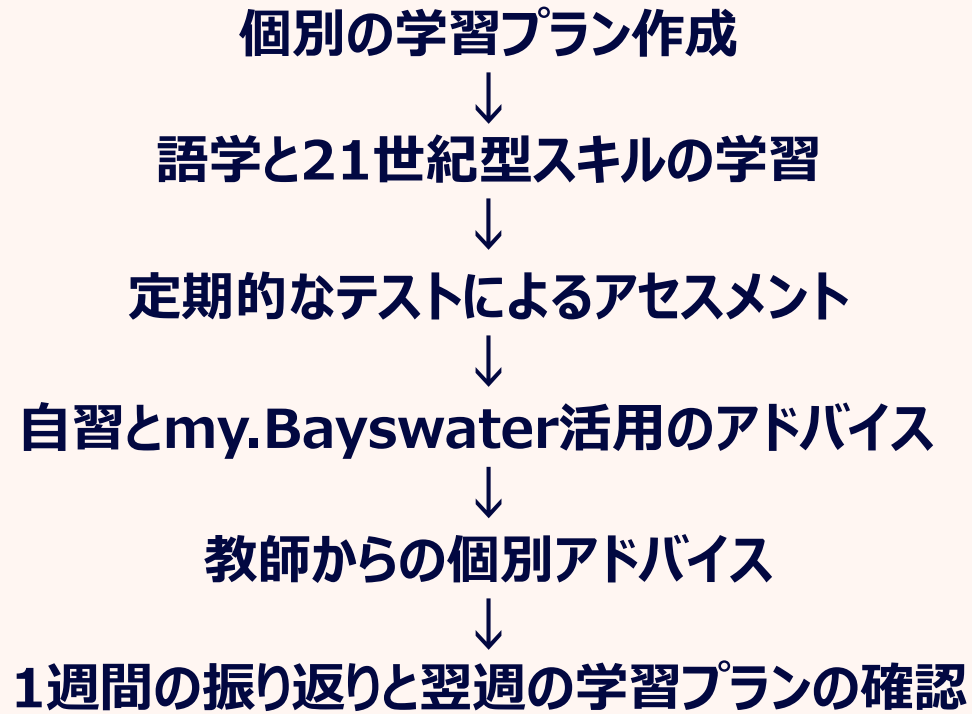 個別の学習プラン作成
↓
語学と21世紀型スキルの学習
↓
定期的なテストによるアセスメント
↓
自習とmy.Bayswater活用のアドバイス
↓
教師からの個別アドバイス
↓
1週間の振り返りと翌週の学習プランの確認